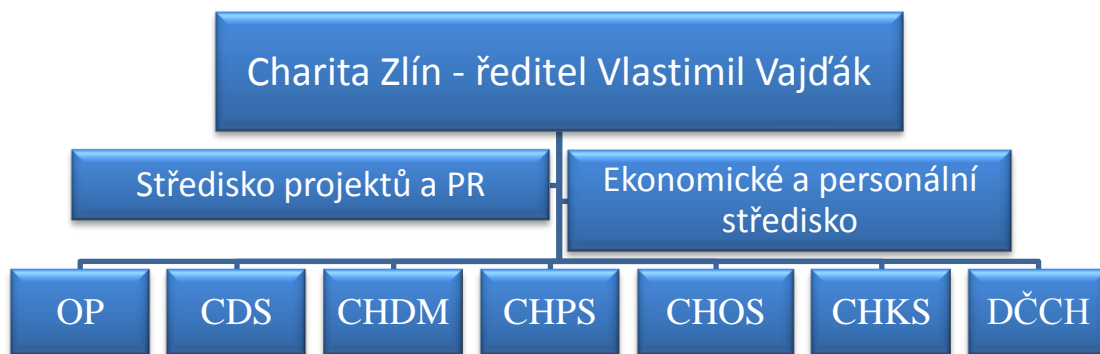 Charita Zlín - ředitel Vlastimil Vajďák
Středisko projektů a PR
Ekonomické a personální
středisko
OP
CDS
CHDM
CHPS
CHOS
CHKS
DČCH